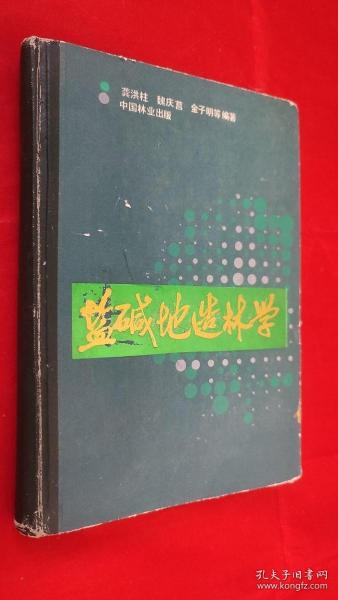 龚洪柱 魏庆莒 金子明等编著
中国林业出版
盐碱地造林学
孔夫子旧书网
www.kongfz.com